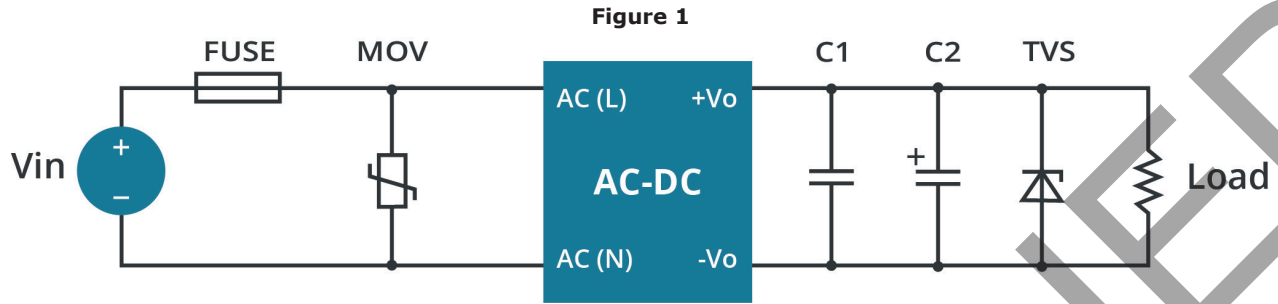 Figure 1
FUSE
MOV
C1
C2
TVS
AC (L)
+Vo
Vin
+
−
AC-DC
+
Load
AC (N)
-Vo